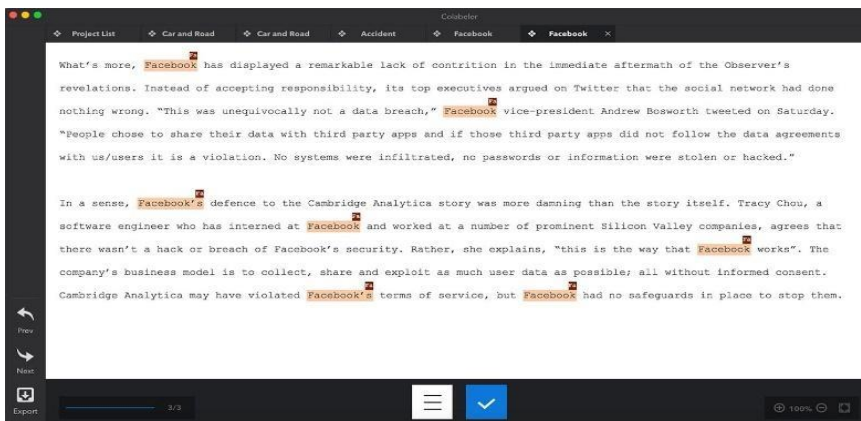 Colabeler
Project List Car and Road Car and Road Accident Facebook Facebook ×
Fa
What's more, Facebook has displayed a remarkable lack of contrition in the immediate aftermath of the Observer's
revelations. Instead of accepting responsibility, its top executives argued on Twitter that the social network had done
Fa
nothing wrong. "This was unequivocally not a data breach," Facebook vice-president Andrew Bosworth tweeted on Saturday.
"People chose to share their data with third party apps and if those third party apps did not follow the data agreements
with us/users it is a violation. No systems were infiltrated, no passwords or information were stolen or hacked."
Fa
In a sense, Facebook's defence to the Cambridge Analytica story was more damning than the story itself. Tracy Chou, a
Fa
software engineer who has interned at Facebook and worked at a number of prominent Silicon Valley companies, agrees that
Fa
there wasn't a hack or breach of Facebook's security. Rather, she explains, "this is the way that Facebook works". The
company's business model is to collect, share and exploit as much user data as possible; all without informed consent.
Fa Fa
Cambridge Analytica may have violated Facebook's terms of service, but Facebook had no safeguards in place to stop them.
Prev
Next
Export
3/3
100%